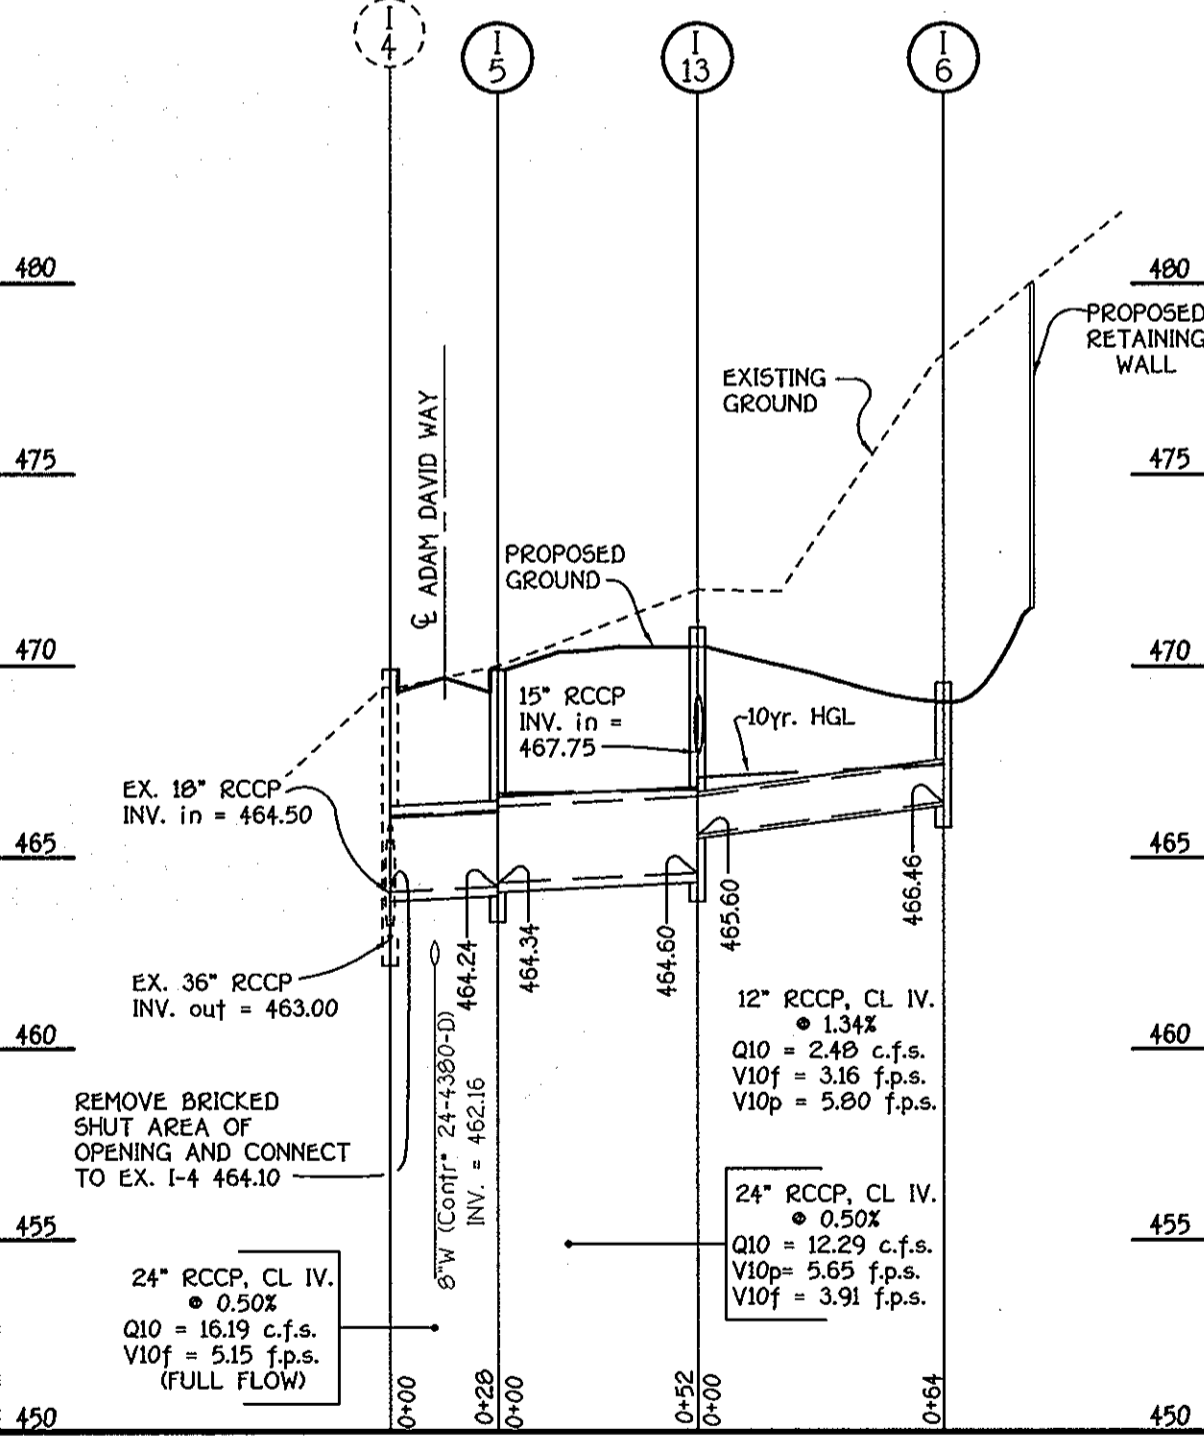 I
4
I
5
I
13
I
6
480
480
PROPOSED
RETAINING
WALL
EXISTING
GROUND
℄ ADAM DAVID WAY
475
475
PROPOSED
GROUND
470
470
15" RCCP
INV. in =
467.75
10yr. HGL
EX. 18" RCCP
INV. in = 464.50
465
465
464.24
464.34
464.60
465.60
466.46
EX. 36" RCCP
INV. out = 463.00
12" RCCP, CL IV.
@ 1.34%
Q10 = 2.48 c.f.s.
V10f = 3.16 f.p.s.
V10p = 5.80 f.p.s.
460
460
8"W (Contr# 24-4380-D)
INV. = 462.16
REMOVE BRICKED
SHUT AREA OF
OPENING AND CONNECT
TO EX. I-4 464.10
24" RCCP, CL IV.
@ 0.50%
Q10 = 12.29 c.f.s.
V10p= 5.65 f.p.s.
V10f = 3.91 f.p.s.
455
455
24" RCCP, CL IV.
@ 0.50%
Q10 = 16.19 c.f.s.
V10f = 5.15 f.p.s.
(FULL FLOW)
0+00
0+28
0+00
0+52
0+00
0+64
450
450